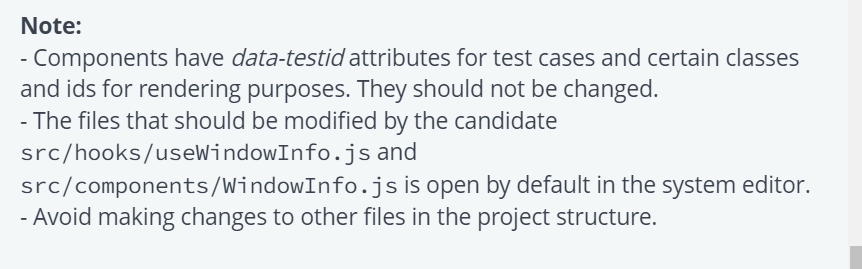 Note:
- Components have data-testid attributes for test cases and certain classes
and ids for rendering purposes. They should not be changed.
- The files that should be modified by the candidate
src/hooks/useWindowInfo.js and
src/components/WindowInfo.js is open by default in the system editor.
- Avoid making changes to other files in the project structure.